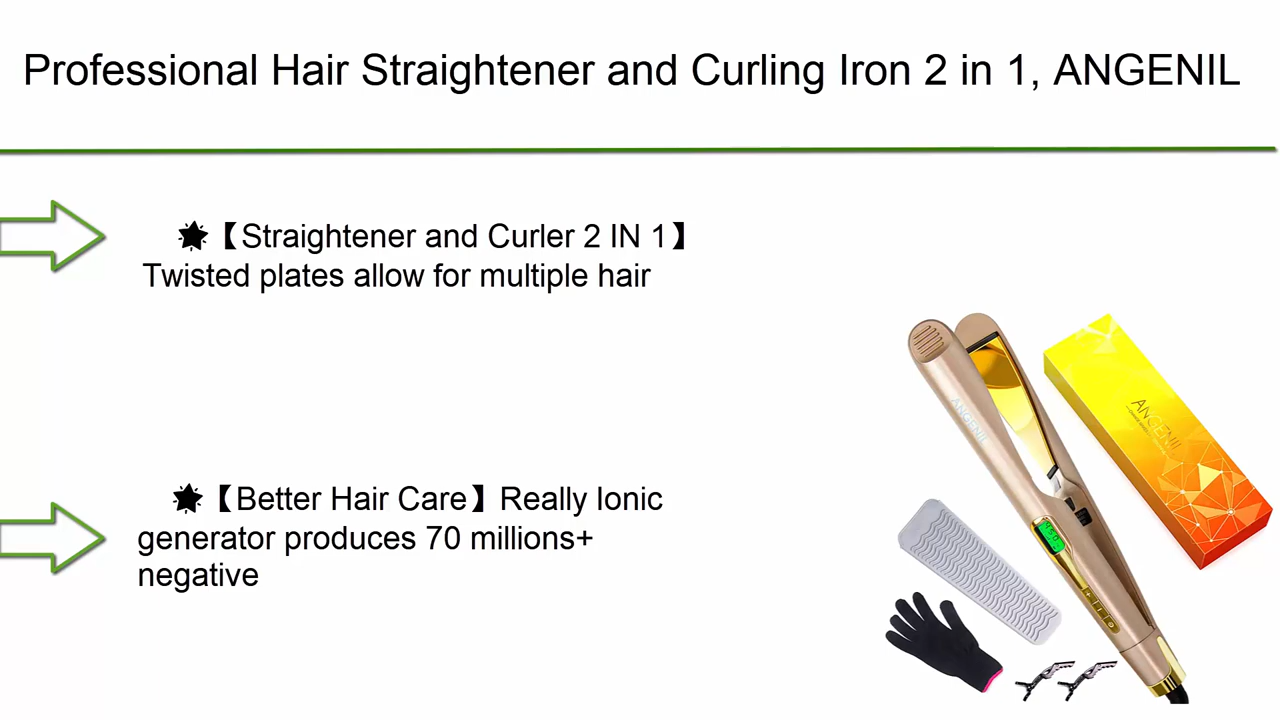 Professional Hair Straightener and Curling Iron 2 in 1, ANGENIL
【Straightener and Curler 2 IN 1】
Twisted plates allow for multiple hair
【Better Hair Care】Really Ionic
generator produces 70 millions+
negative
ANGENIL
ANGENIL
450